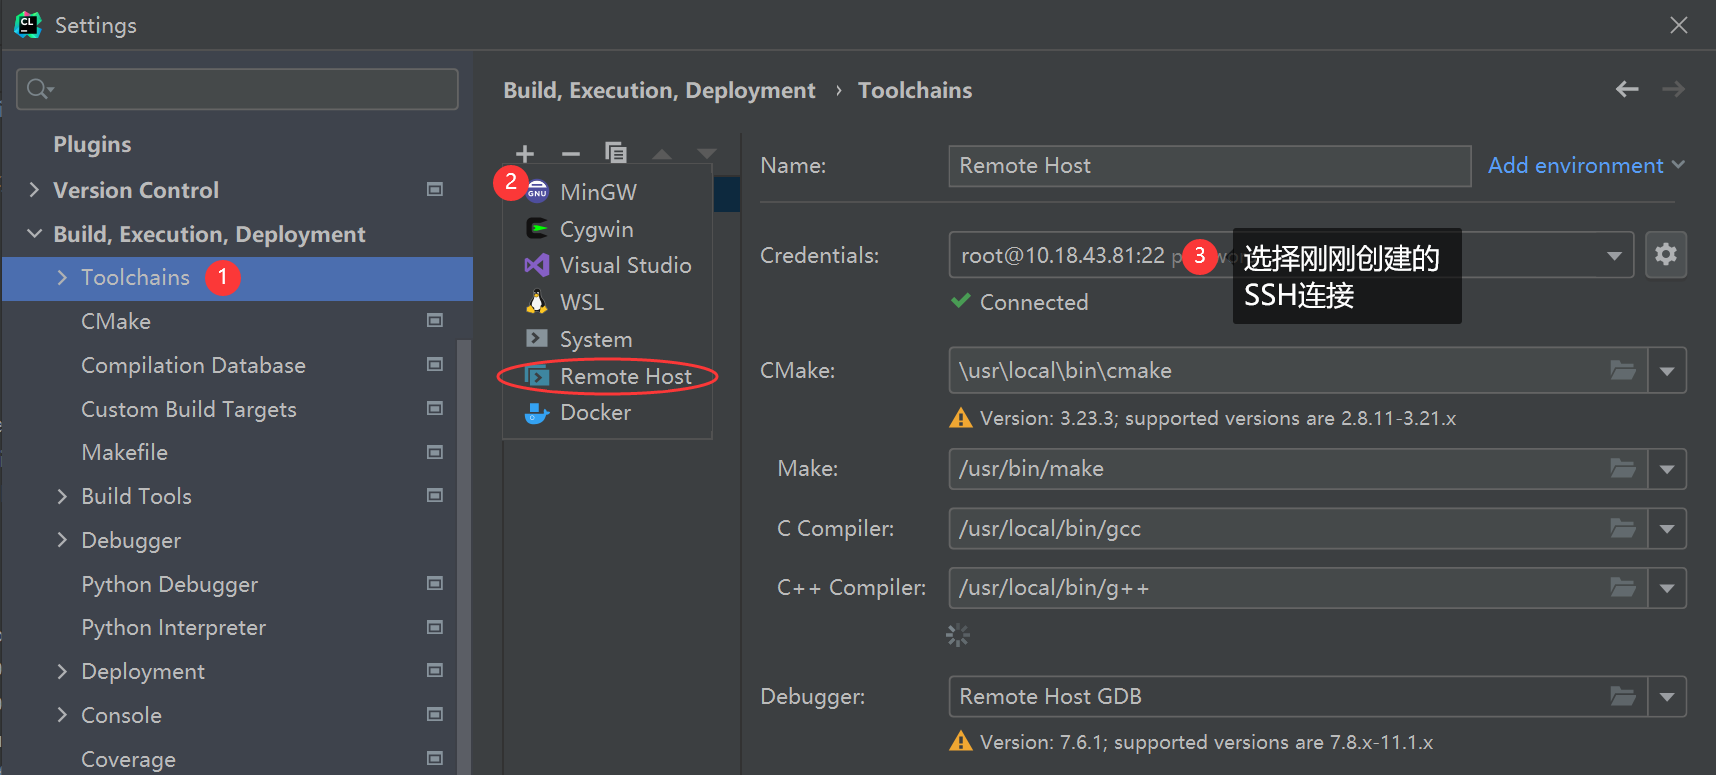 CL
Settings
Plugins
Version Control
Build, Execution, Deployment
Toolchains 1
CMake
Compilation Database
Custom Build Targets
Makefile
Build Tools
Debugger
Python Debugger
Python Interpreter
Deployment
Console
Coverage
Build, Execution, Deployment › Toolchains
2
GNU MinGW
Cygwin
Visual Studio
WSL
System
Remote Host
Docker
Name: Remote Host Add environment
Credentials: root@10.18.43.81:22 3
选择刚刚创建的
SSH连接
Connected
CMake: \usr\local\bin\cmake
Version: 3.23.3; supported versions are 2.8.11-3.21.x
Make: /usr/bin/make
C Compiler: /usr/local/bin/gcc
C++ Compiler: /usr/local/bin/g++
Debugger: Remote Host GDB
Version: 7.6.1; supported versions are 7.8.x-11.1.x